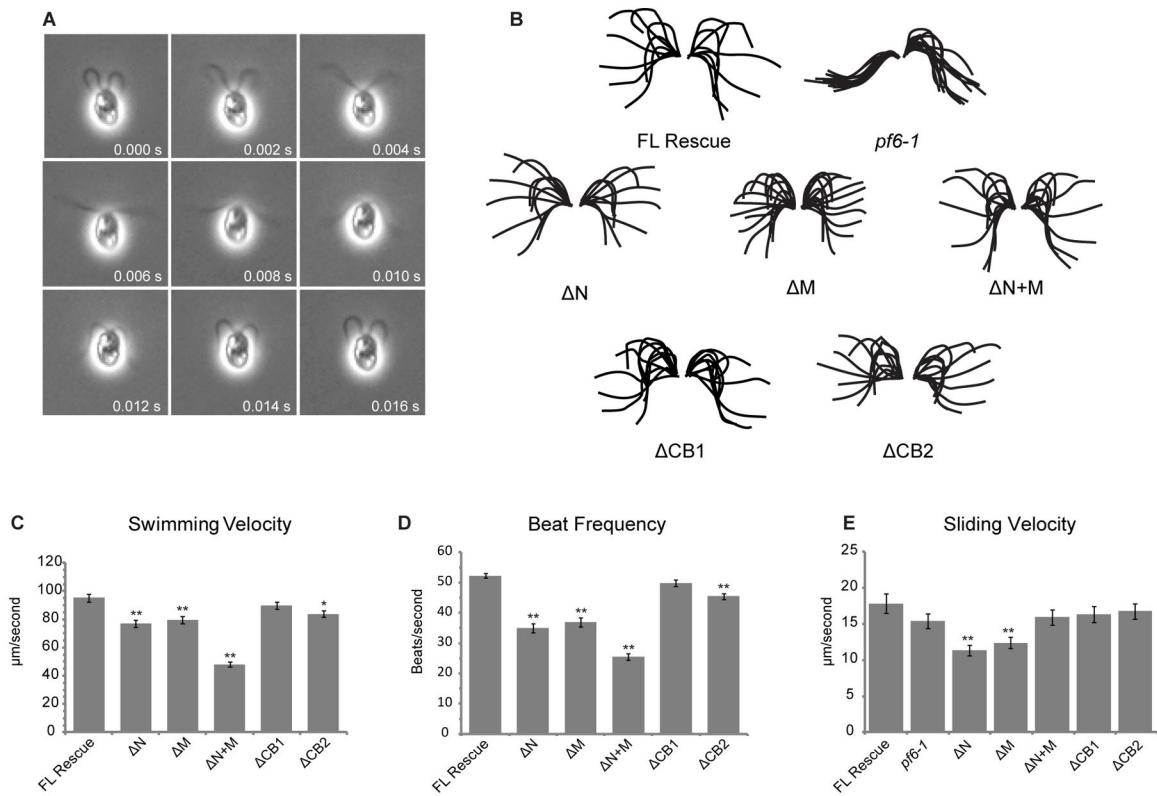 A
0.000 s
0.002 s
0.004 s
0.006 s
0.008 s
0.010 s
0.012 s
0.014 s
0.016 s
B
FL Rescue
pf6-1
ΔN
ΔM
ΔN+M
ΔCB1
ΔCB2
C
Swimming Velocity
µm/second
120
100
80
60
40
20
0
**
**
**
*
FL Rescue
ΔN
ΔM
ΔN+M
ΔCB1
ΔCB2
D
Beat Frequency
Beats/second
60
50
40
30
20
10
0
**
**
**
**
FL Rescue
ΔN
ΔM
ΔN+M
ΔCB1
ΔCB2
E
Sliding Velocity
µm/second
25
20
15
10
5
0
**
**
FL Rescue
pf6-1
ΔN
ΔM
ΔN+M
ΔCB1
ΔCB2